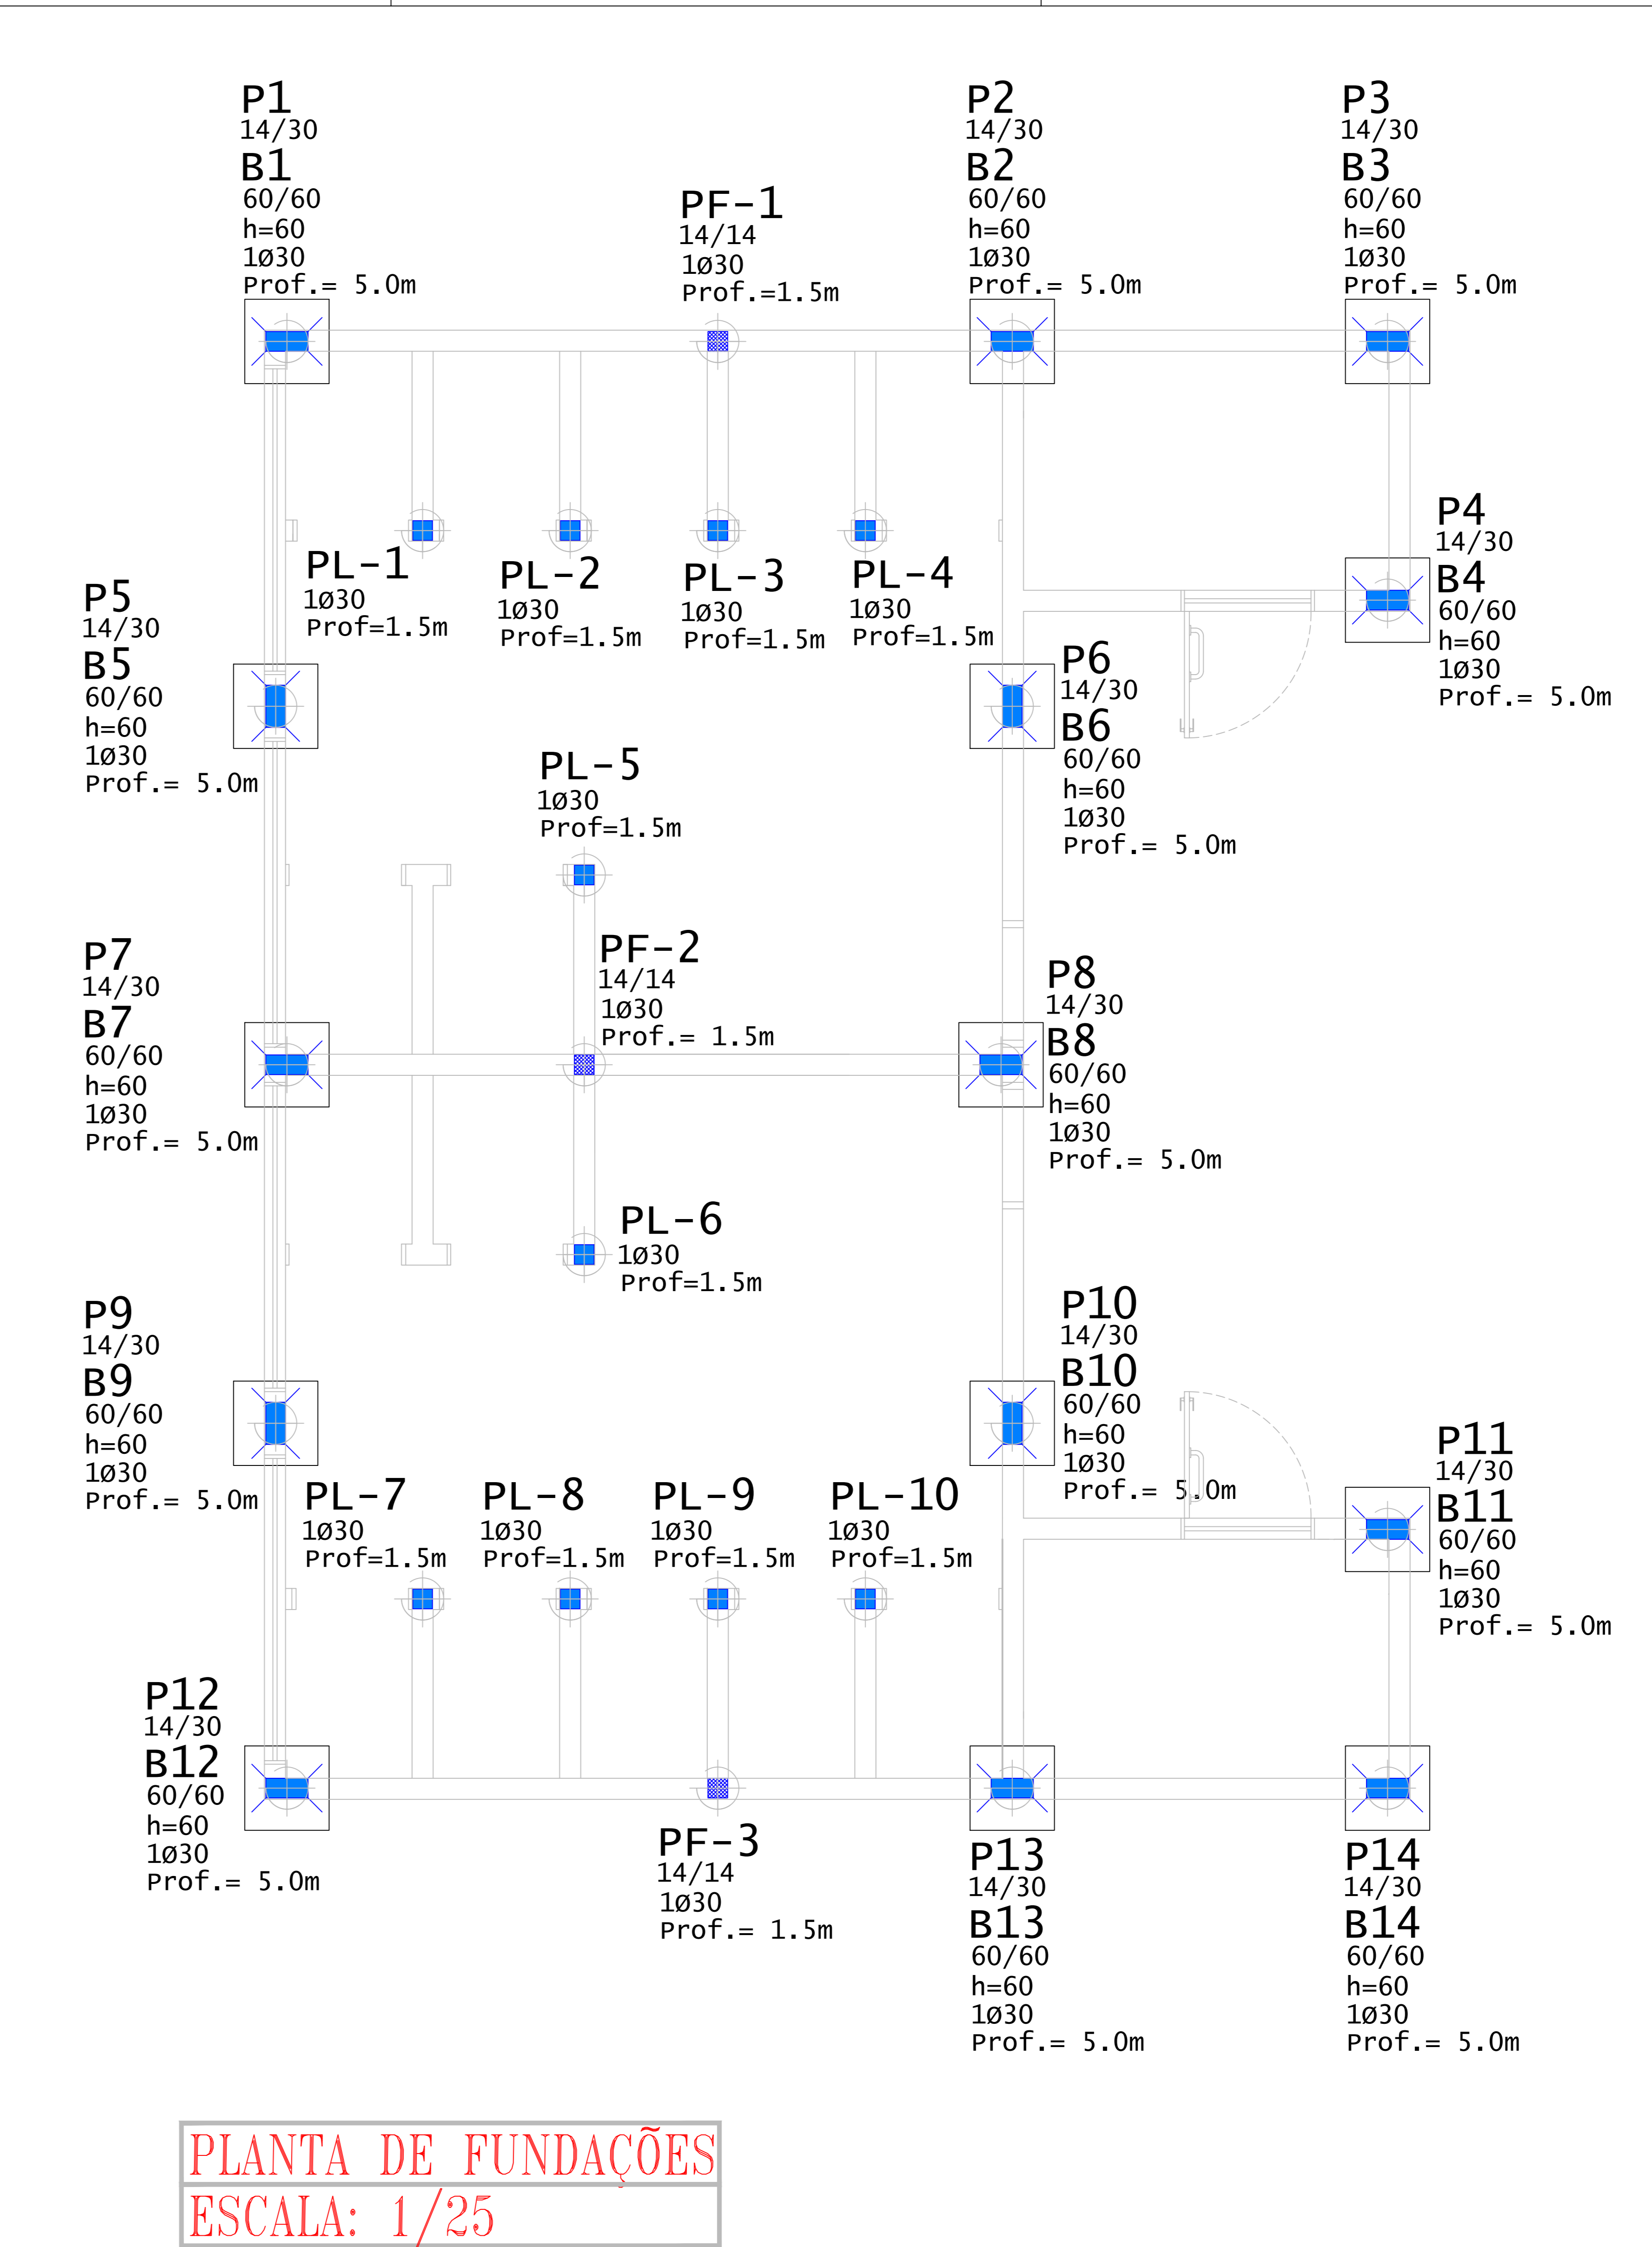 P1
14/30
B1
60/60
h=60
1Ø30
Prof.= 5.0m
PF-1
14/14
1Ø30
Prof.=1.5m
P2
14/30
B2
60/60
h=60
1Ø30
Prof.= 5.0m
P3
14/30
B3
60/60
h=60
1Ø30
Prof.= 5.0m
P4
14/30
B4
60/60
h=60
1Ø30
Prof.= 5.0m
PL-1
1Ø30
Prof=1.5m
PL-2
1Ø30
Prof=1.5m
PL-3
1Ø30
Prof=1.5m
PL-4
1Ø30
Prof=1.5m
P5
14/30
B5
60/60
h=60
1Ø30
Prof.= 5.0m
P6
14/30
B6
60/60
h=60
1Ø30
Prof.= 5.0m
PL-5
1Ø30
Prof=1.5m
PF-2
14/14
1Ø30
Prof.= 1.5m
P7
14/30
B7
60/60
h=60
1Ø30
Prof.= 5.0m
P8
14/30
B8
60/60
h=60
1Ø30
Prof.= 5.0m
PL-6
1Ø30
Prof=1.5m
P9
14/30
B9
60/60
h=60
1Ø30
Prof.= 5.0m
P10
14/30
B10
60/60
h=60
1Ø30
Prof.= 5.0m
P11
14/30
B11
60/60
h=60
1Ø30
Prof.= 5.0m
PL-7
1Ø30
Prof=1.5m
PL-8
1Ø30
Prof=1.5m
PL-9
1Ø30
Prof=1.5m
PL-10
1Ø30
Prof=1.5m
P12
14/30
B12
60/60
h=60
1Ø30
Prof.= 5.0m
PF-3
14/14
1Ø30
Prof.= 1.5m
P13
14/30
B13
60/60
h=60
1Ø30
Prof.= 5.0m
P14
14/30
B14
60/60
h=60
1Ø30
Prof.= 5.0m
PLANTA DE FUNDAÇÕES
ESCALA: 1/25